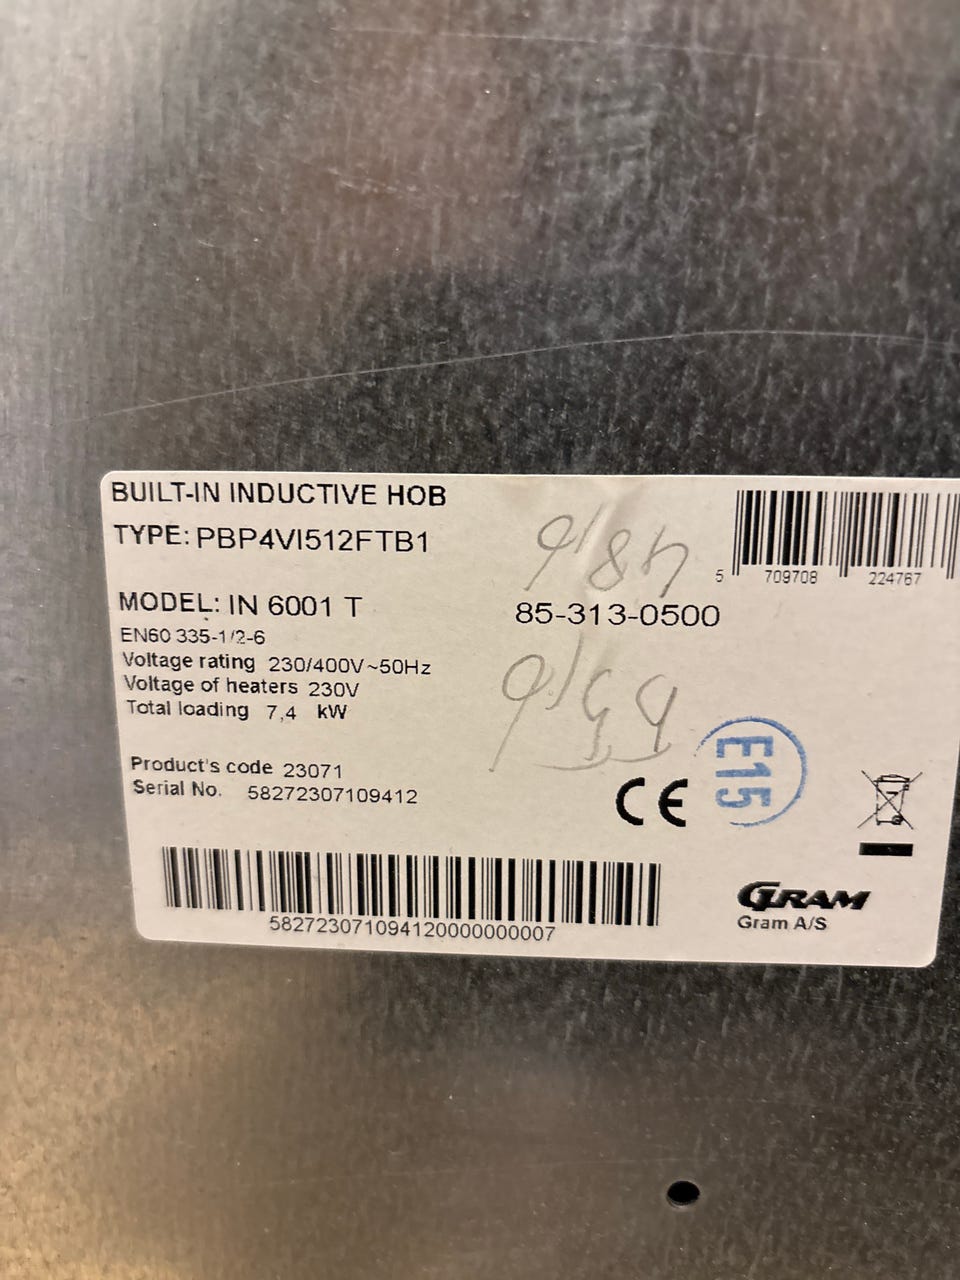 BUILT-IN INDUCTIVE HOB
TYPE: PBP4VI512FTB1
5 709708 224767
MODEL: IN 6001 T
85-313-0500
EN60 335-1/2-6
Voltage rating 230/400V~50Hz
Voltage of heaters 230V
Total loading 7,4 kW
Product's code 23071
Serial No. 58272307109412
CE
E15
582723071094120000000007
GRAM
Gram A/S